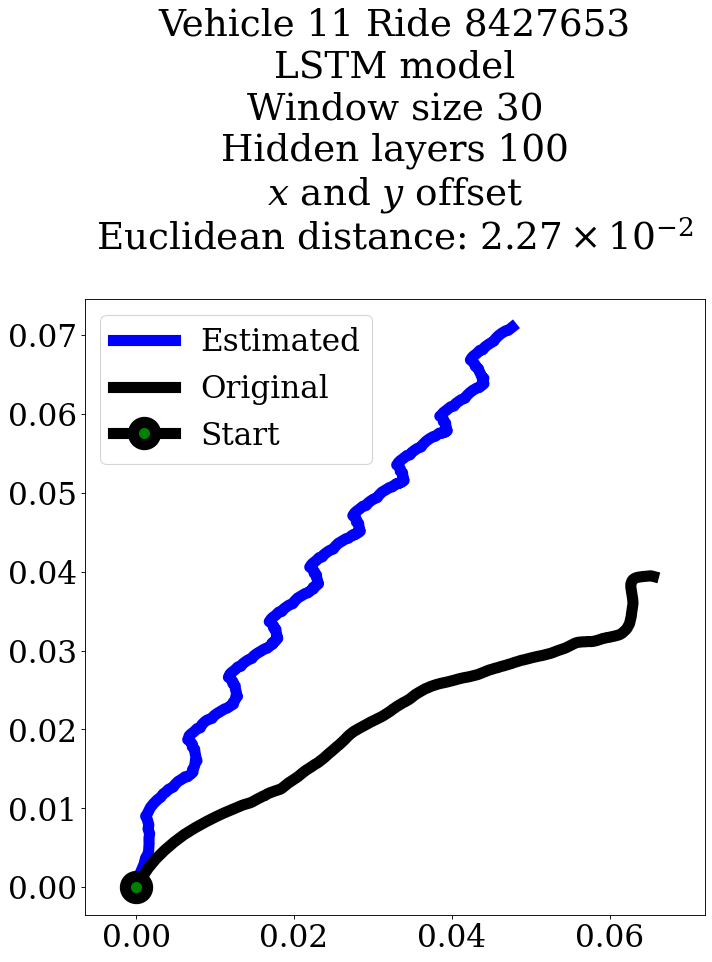 Vehicle 11 Ride 8427653
LSTM model
Window size 30
Hidden layers 100
x and y offset
Euclidean distance: 2.27 × 10⁻²
Estimated
Original
Start
0.07
0.06
0.05
0.04
0.03
0.02
0.01
0.00
0.00 0.02 0.04 0.06